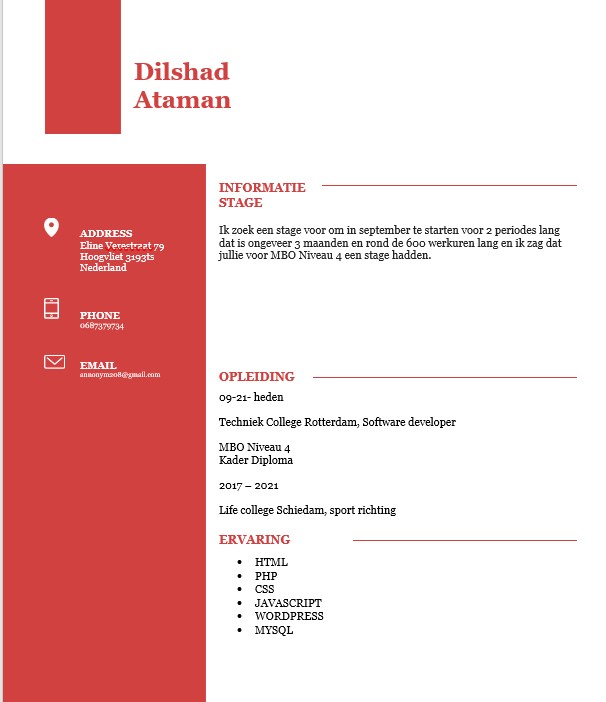 Dilshad
Ataman
ADDRESS
Eline Verestraat 79
Hoogvliet 3193ts
Nederland
PHONE
0687379734
EMAIL
annonym208@gmail.com
INFORMATIE
STAGE
Ik zoek een stage voor om in september te starten voor 2 periodes lang
dat is ongeveer 3 maanden en rond de 600 werkuren lang en ik zag dat
jullie voor MBO Niveau 4 een stage hadden.
OPLEIDING
09-21- heden
Techniek College Rotterdam, Software developer
MBO Niveau 4
Kader Diploma
2017 – 2021
Life college Schiedam, sport richting
ERVARING
• HTML
• PHP
• CSS
• JAVASCRIPT
• WORDPRESS
• MYSQL